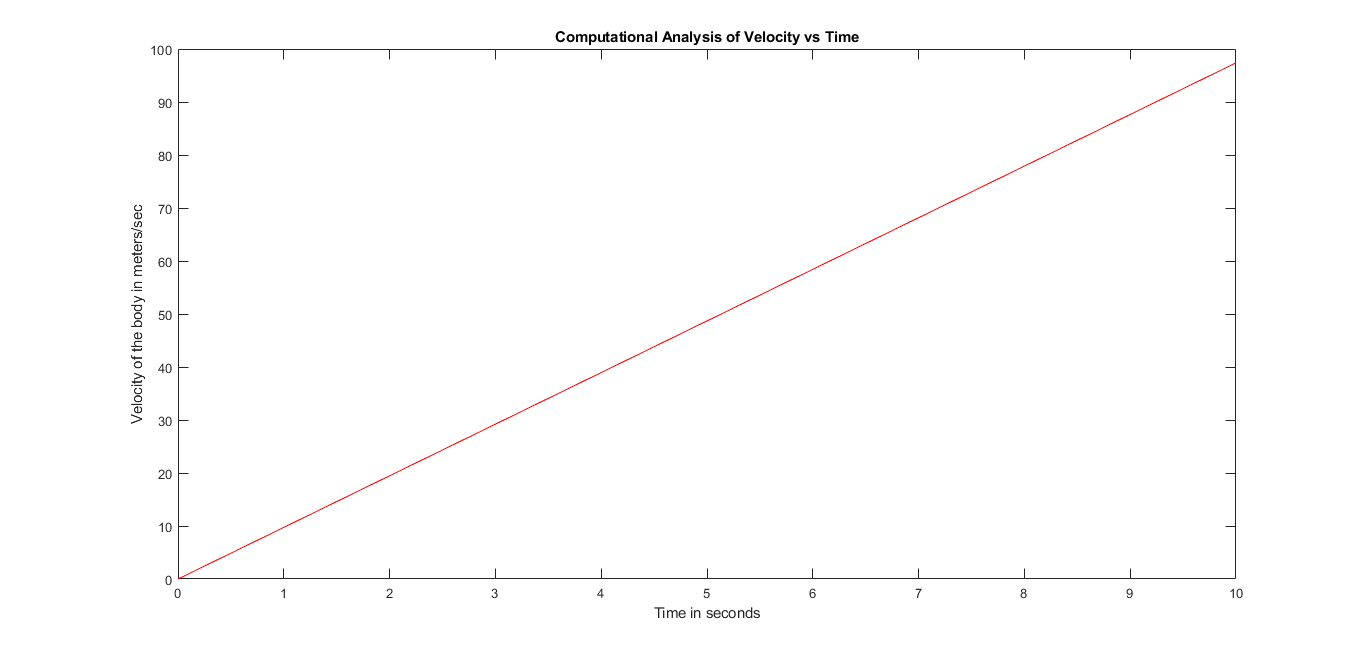 Computational Analysis of Velocity vs Time
100
90
80
70
60
50
40
30
20
10
0
Velocity of the body in meters/sec
0 1 2 3 4 5 6 7 8 9 10
Time in seconds